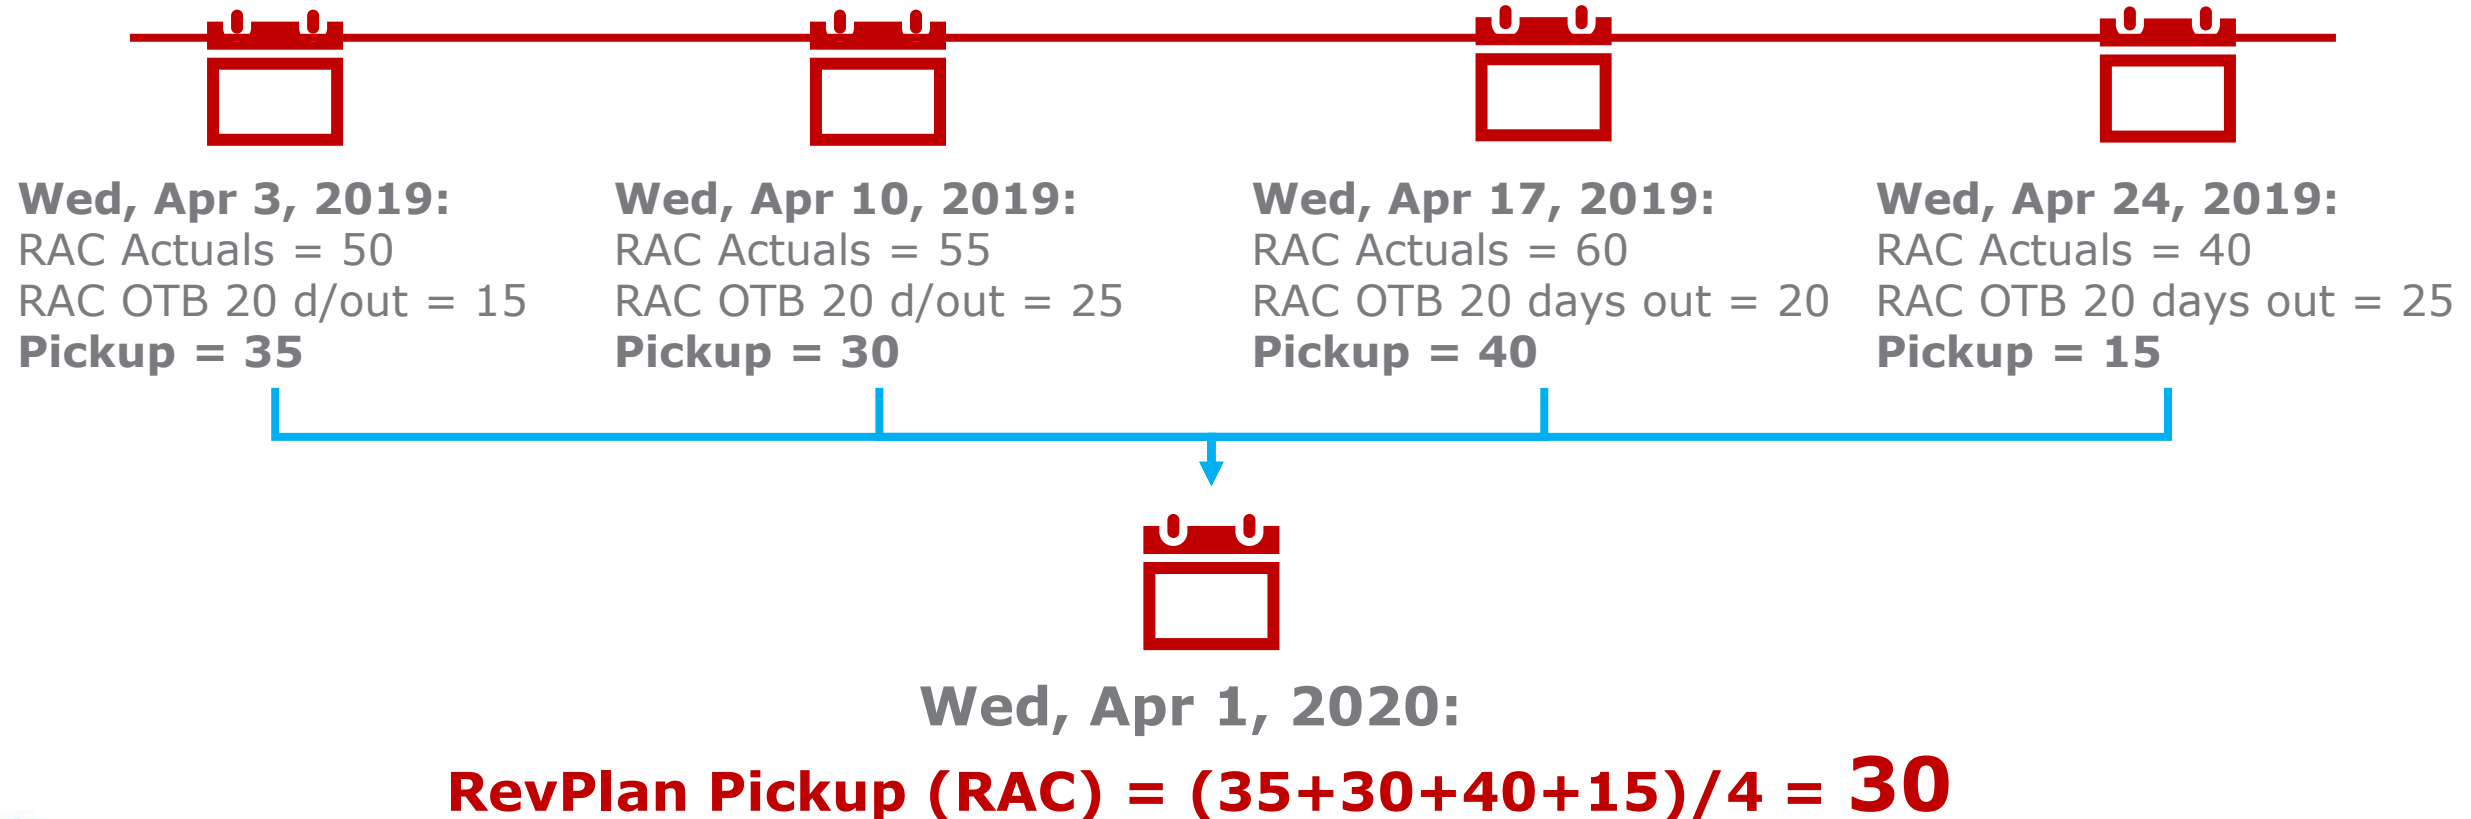 Wed, Apr 3, 2019:
RAC Actuals = 50
RAC OTB 20 d/out = 15
Pickup = 35
Wed, Apr 10, 2019:
RAC Actuals = 55
RAC OTB 20 d/out = 25
Pickup = 30
Wed, Apr 17, 2019:
RAC Actuals = 60
RAC OTB 20 days out = 20
Pickup = 40
Wed, Apr 24, 2019:
RAC Actuals = 40
RAC OTB 20 days out = 25
Pickup = 15
Wed, Apr 1, 2020:
RevPlan Pickup (RAC) = (35+30+40+15)/4 = 30